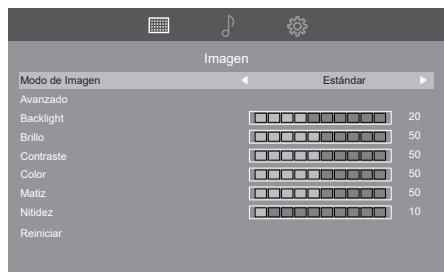 Imagen
Modo de Imagen Estándar
Avanzado
Backlight 20
Brillo 50
Contraste 50
Color 50
Matiz 50
Nitidez 10
Reiniciar